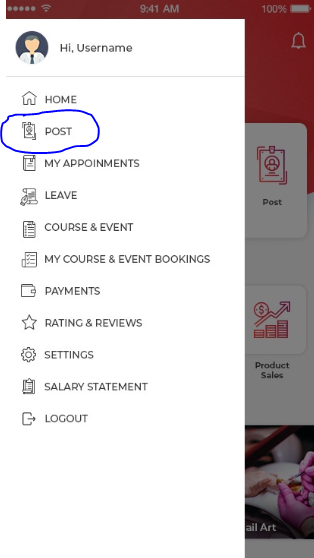 9:41 AM 100%
Hi, Username
HOME
POST
MY APPOINMENTS
LEAVE
COURSE & EVENT
MY COURSE & EVENT BOOKINGS
PAYMENTS
RATING & REVIEWS
SETTINGS
SALARY STATEMENT
LOGOUT
Post
Product
Sales
ail Art